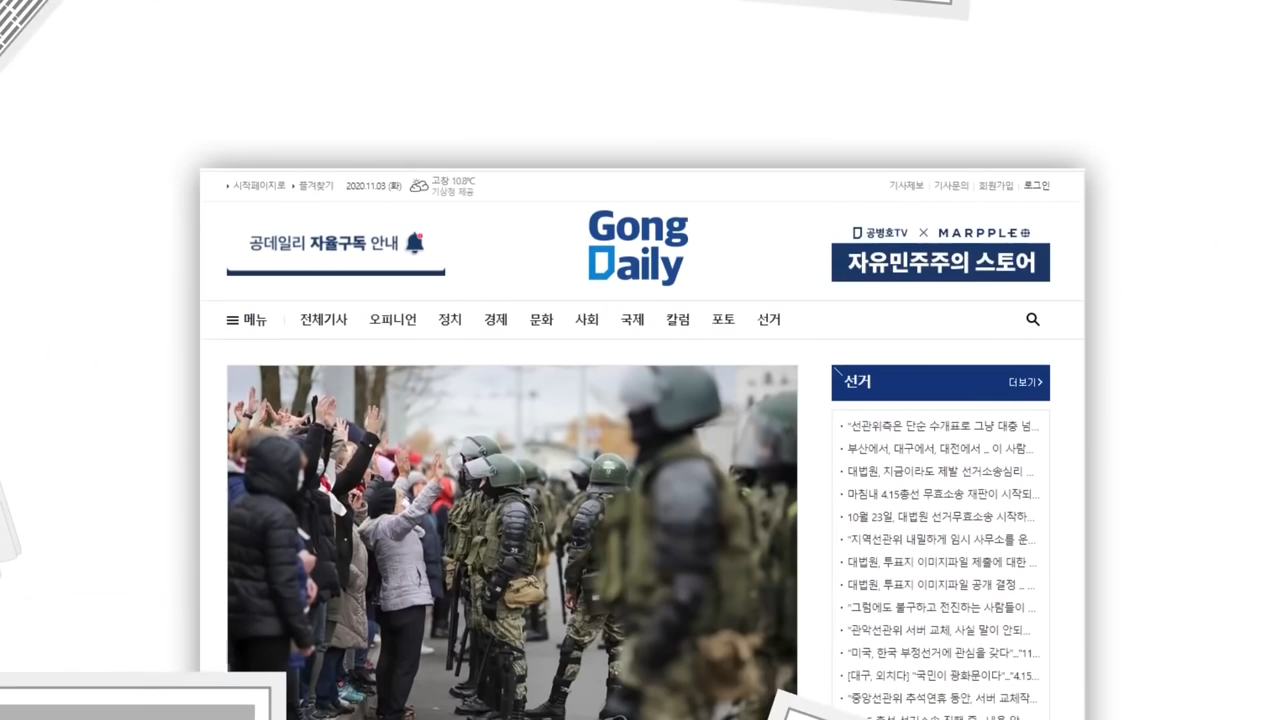 시작페이지로 즐겨찾기 2020.11.03 (화) 고창 10.8℃
기상청 제공
기사제보 기사문의 회원가입 로그인
공데일리 자율구독 안내
Gong
Daily
공병호TV × MARPPLE
자유민주주의 스토어
메뉴 전체기사 오피니언 정치 경제 문화 사회 국제 칼럼 포토 선거
선거 더보기
· "선관위측은 단순 수개표로 그냥 대충 넘...
· 부산에서, 대구에서, 대전에서 ... 이 사람...
· 대법원, 지금이라도 제발 선거소송심리 ...
· 마침내 4.15총선 무효소송 재판이 시작되...
· 10월 23일, 대법원 선거무효소송 시작하...
· "지역선관위 내밀하게 임시 사무소를 운...
· 대법원, 투표지 이미지파일 제출에 대한 ...
· 대법원, 투표지 이미지파일 공개 결정 ... ...
· "그럼에도 불구하고 전진하는 사람들이 ...
· "관악선관위 서버 교체, 사실 말이 안되...
· "미국, 한국 부정선거에 관심을 갖다"..."11...
· [대구, 외치다] "국민이 광화문이다"..."4.15...
· "중앙선관위 추석연휴 동안, 서버 교체작...